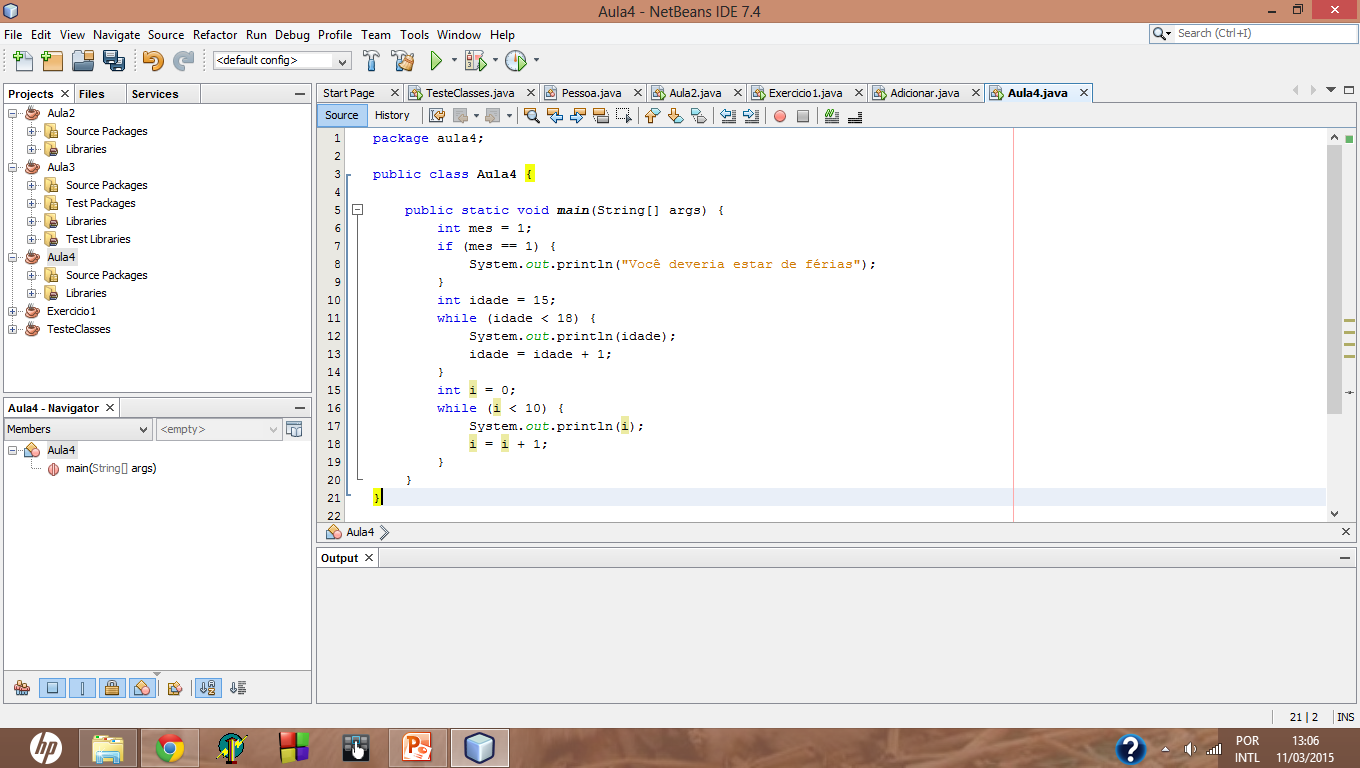 Aula4 - NetBeans IDE 7.4
File Edit View Navigate Source Refactor Run Debug Profile Team Tools Window Help
Search (Ctrl+I)
<default config>
Projects Files Services
Aula2
Source Packages
Libraries
Aula3
Source Packages
Test Packages
Libraries
Test Libraries
Aula4
Source Packages
Libraries
Exercicio1
TesteClasses
Aula4 - Navigator
Members <empty>
Aula4
main(String[] args)
Start Page TesteClasses.java Pessoa.java Aula2.java Exercicio1.java Adicionar.java Aula4.java
Source History
1 package aula4;
2
3 public class Aula4 {
4
5 public static void main(String[] args) {
6 int mes = 1;
7 if (mes == 1) {
8 System.out.println("Você deveria estar de férias");
9 }
10 int idade = 15;
11 while (idade < 18) {
12 System.out.println(idade);
13 idade = idade + 1;
14 }
15 int i = 0;
16 while (i < 10) {
17 System.out.println(i);
18 i = i + 1;
19 }
20 }
21 }
22
Aula4
Output
21 | 2 INS
hp
POR 13:06
INTL 11/03/2015